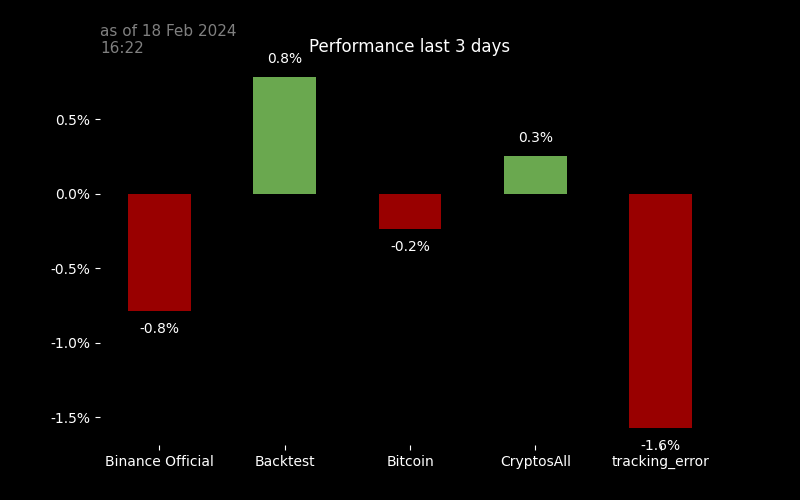 as of 18 Feb 2024
16:22
Performance last 3 days
0.8%
0.5%
0.3%
0.0%
-0.2%
-0.5%
-0.8%
-1.0%
-1.5%
-1.6%
Binance Official
Backtest
Bitcoin
CryptosAll
tracking_error